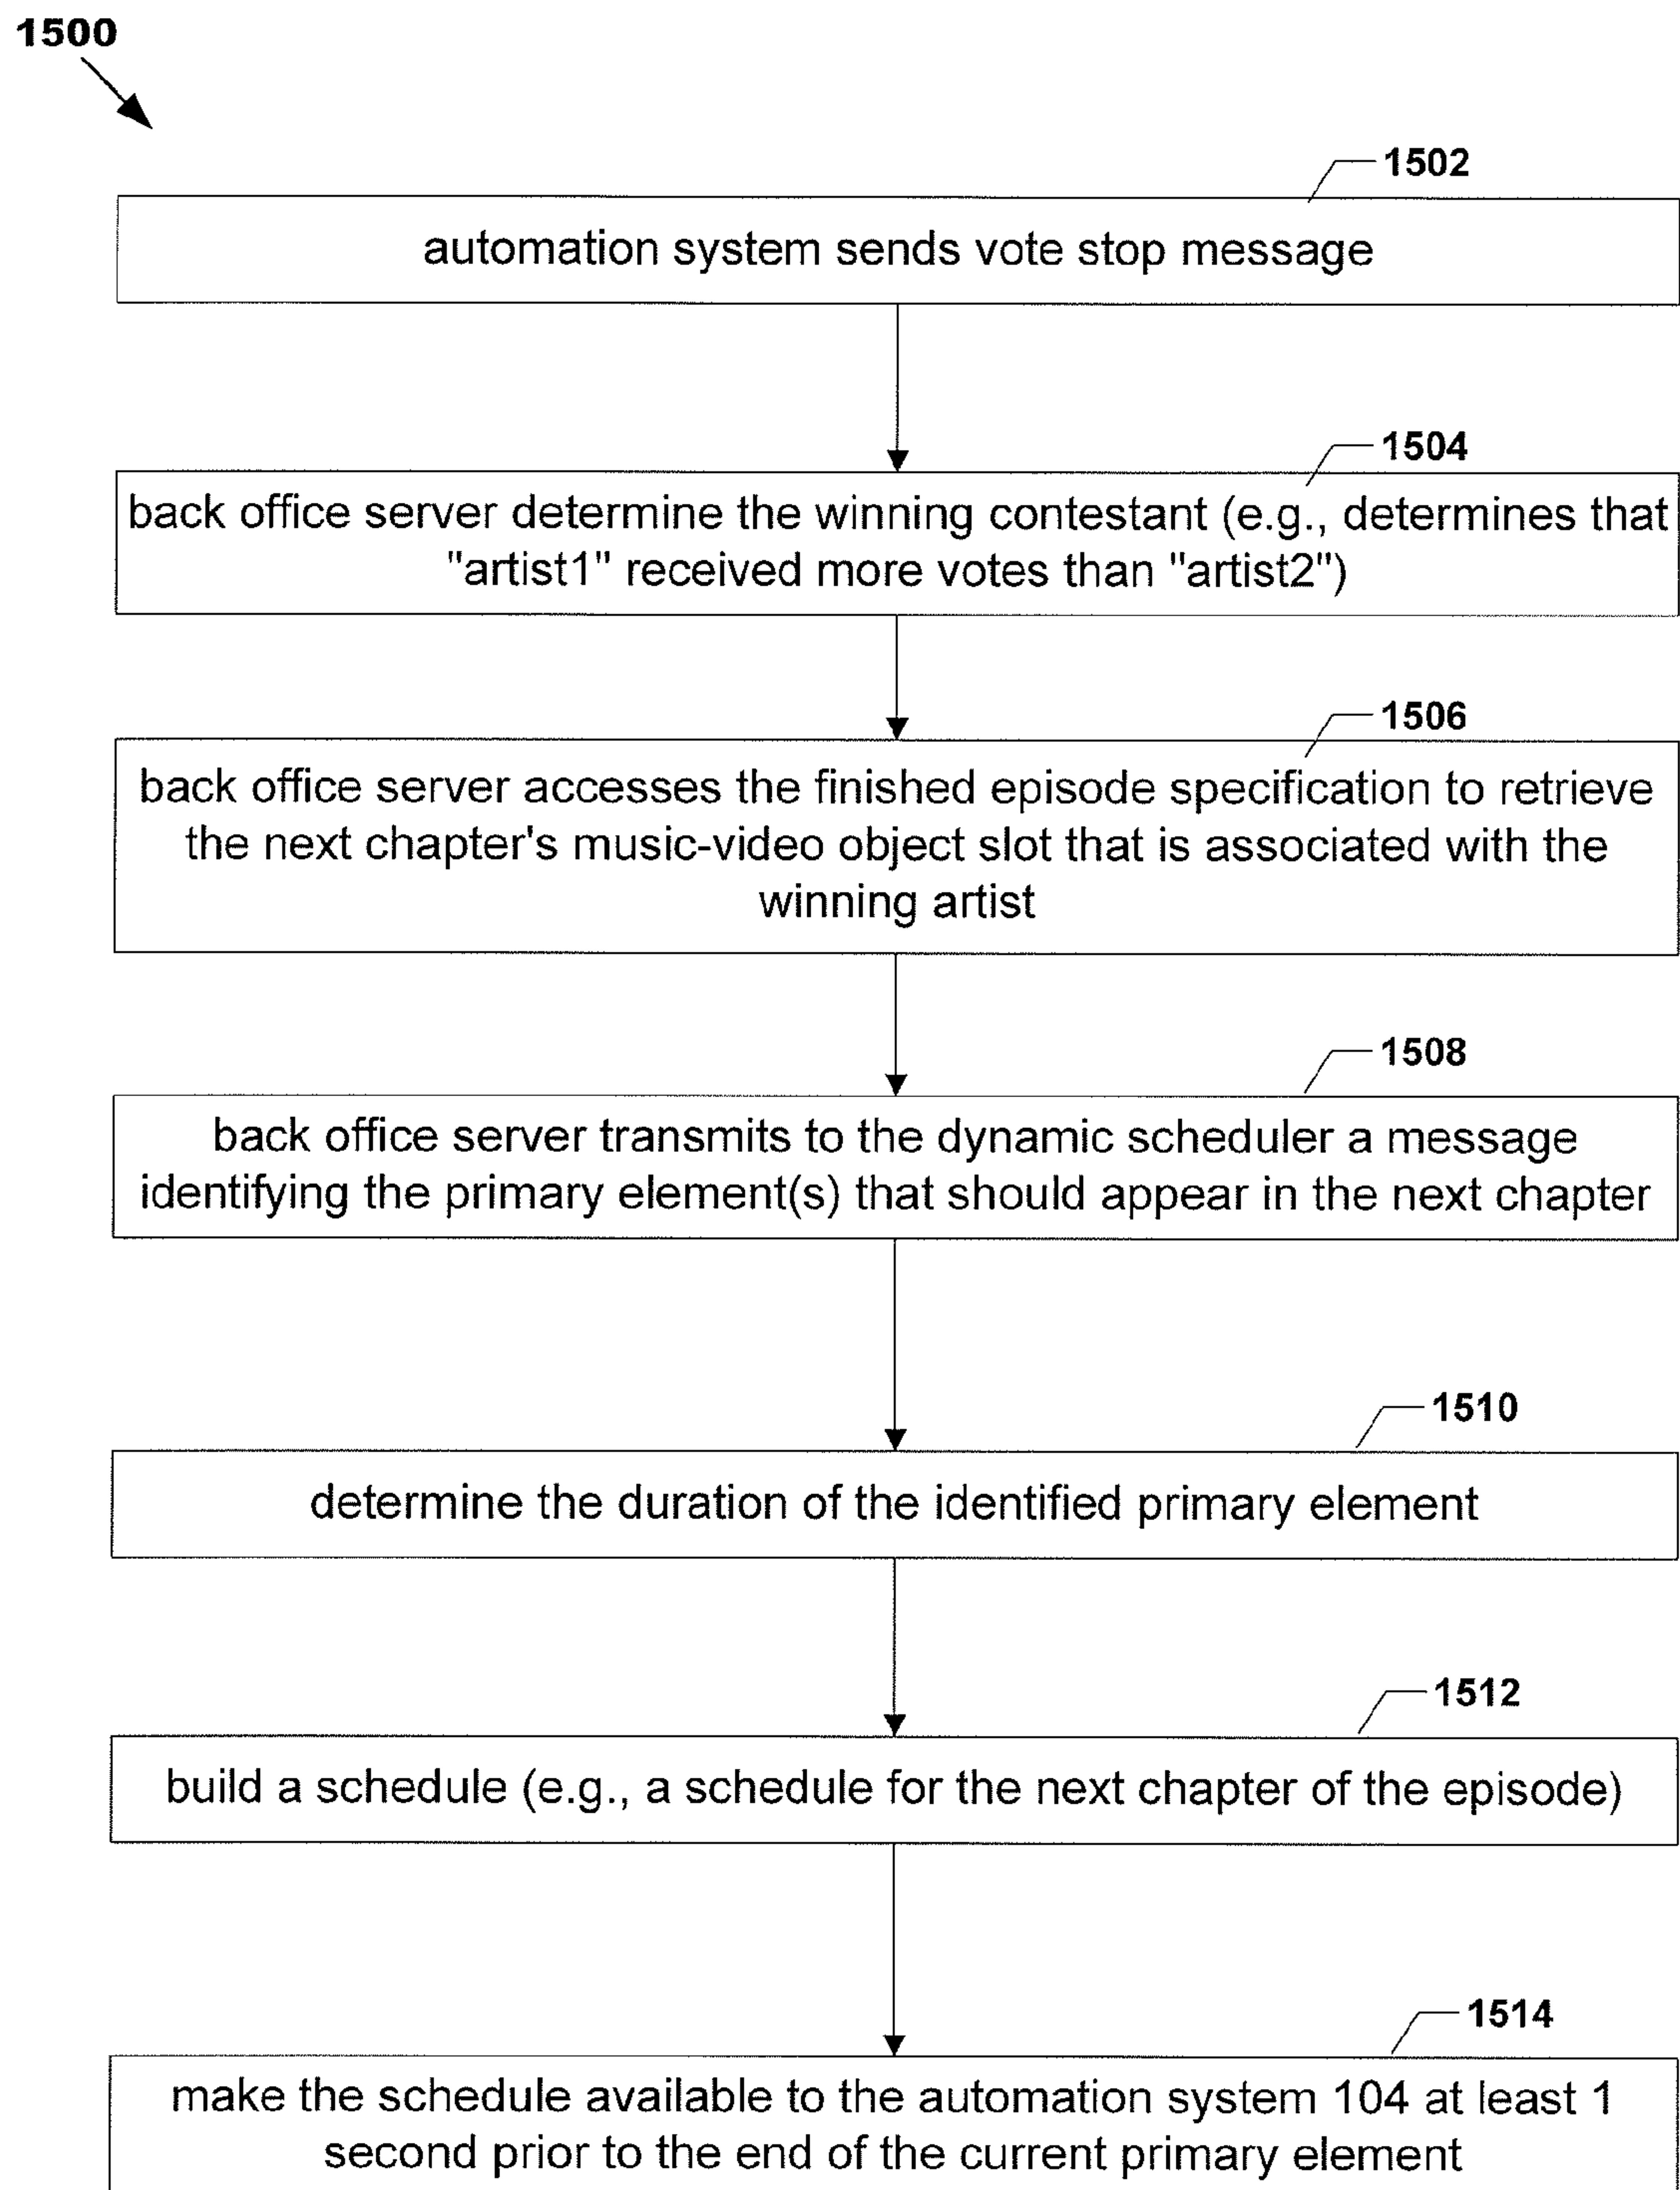 1500
1502
automation system sends vote stop message
1504
back office server determine the winning contestant (e.g., determines that
"artist1" received more votes than "artist2")
1506
back office server accesses the finished episode specification to retrieve
the next chapter's music-video object slot that is associated with the
winning artist
1508
back office server transmits to the dynamic scheduler a message
identifying the primary element(s) that should appear in the next chapter
1510
determine the duration of the identified primary element
1512
build a schedule (e.g., a schedule for the next chapter of the episode)
1514
make the schedule available to the automation system 104 at least 1
second prior to the end of the current primary element